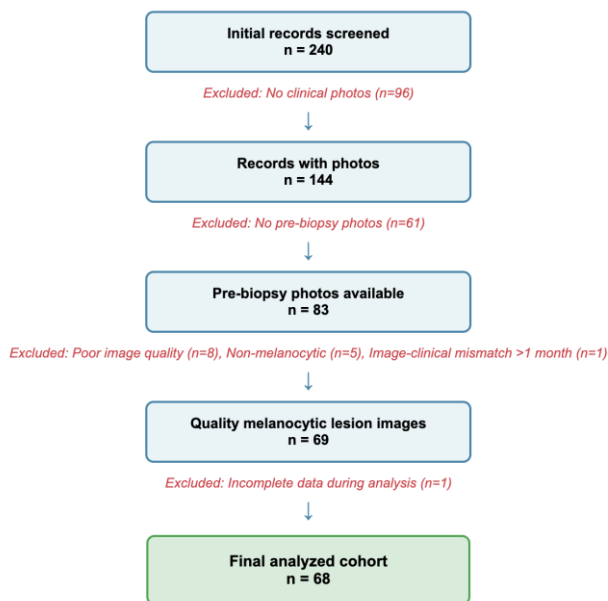 Initial records screened
n = 240
Excluded: No clinical photos (n=96)
↓
Records with photos
n = 144
Excluded: No pre-biopsy photos (n=61)
↓
Pre-biopsy photos available
n = 83
Excluded: Poor image quality (n=8), Non-melanocytic (n=5), Image-clinical mismatch >1 month (n=1)
↓
Quality melanocytic lesion images
n = 69
Excluded: Incomplete data during analysis (n=1)
↓
Final analyzed cohort
n = 68